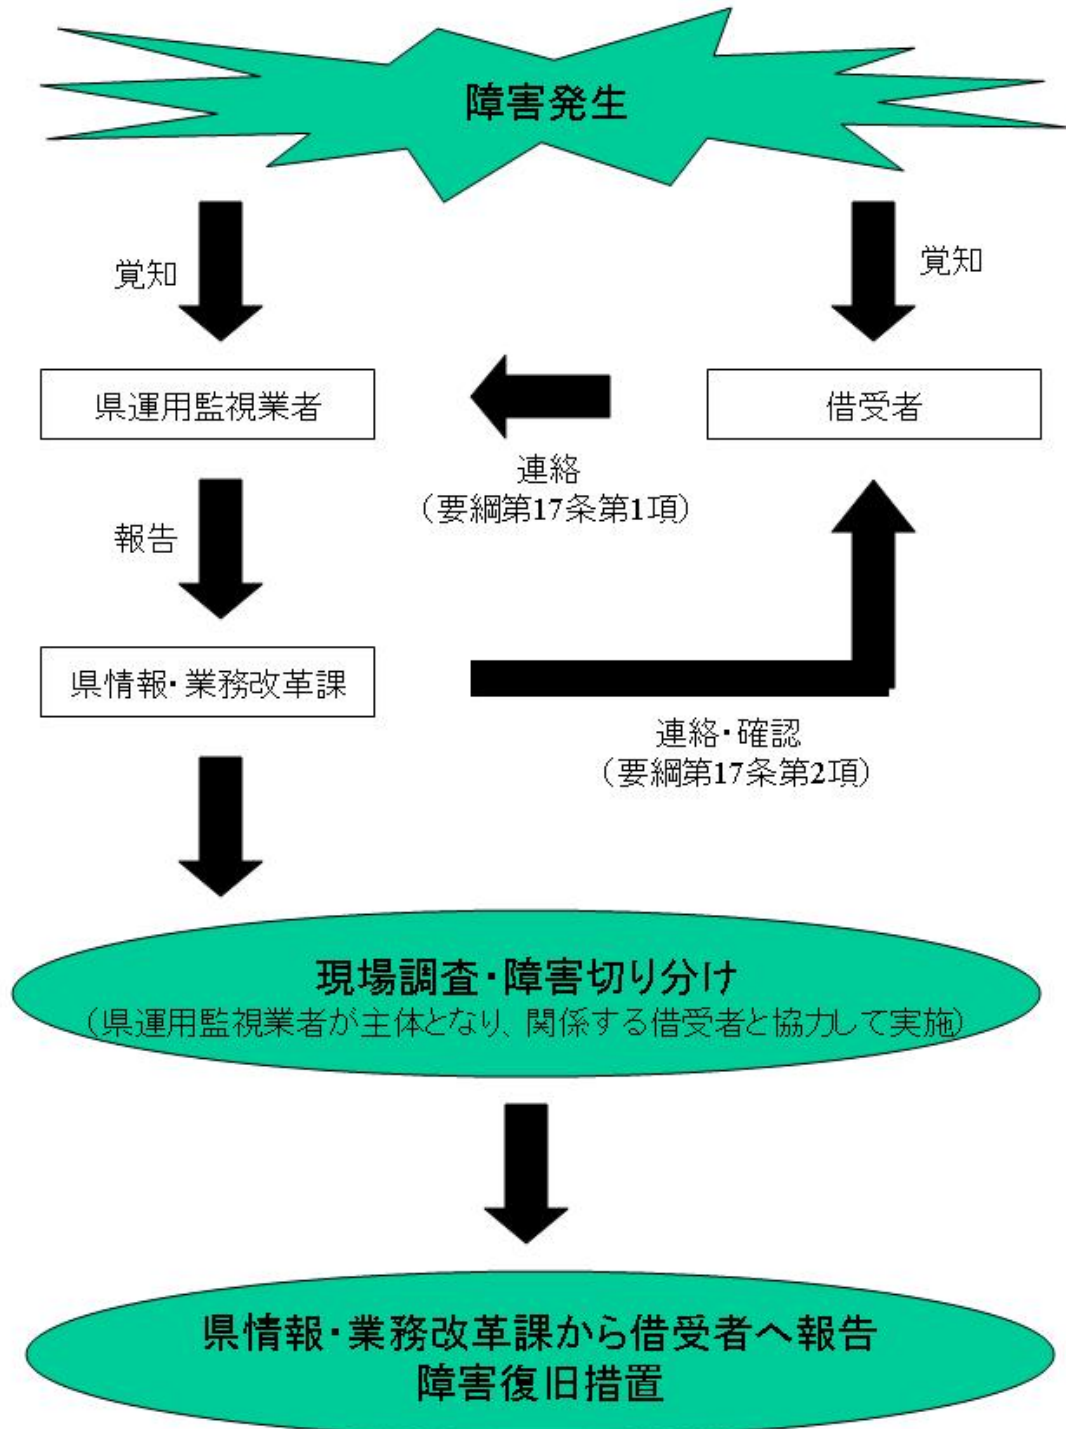 障害発生
覚知
覚知
県運用監視業者
借受者
連絡
（要綱第17条第1項）
報告
県情報・業務改革課
連絡・確認
（要綱第17条第2項）
現場調査・障害切り分け
（県運用監視業者が主体となり、関係する借受者と協力して実施）
県情報・業務改革課から借受者へ報告
障害復旧措置